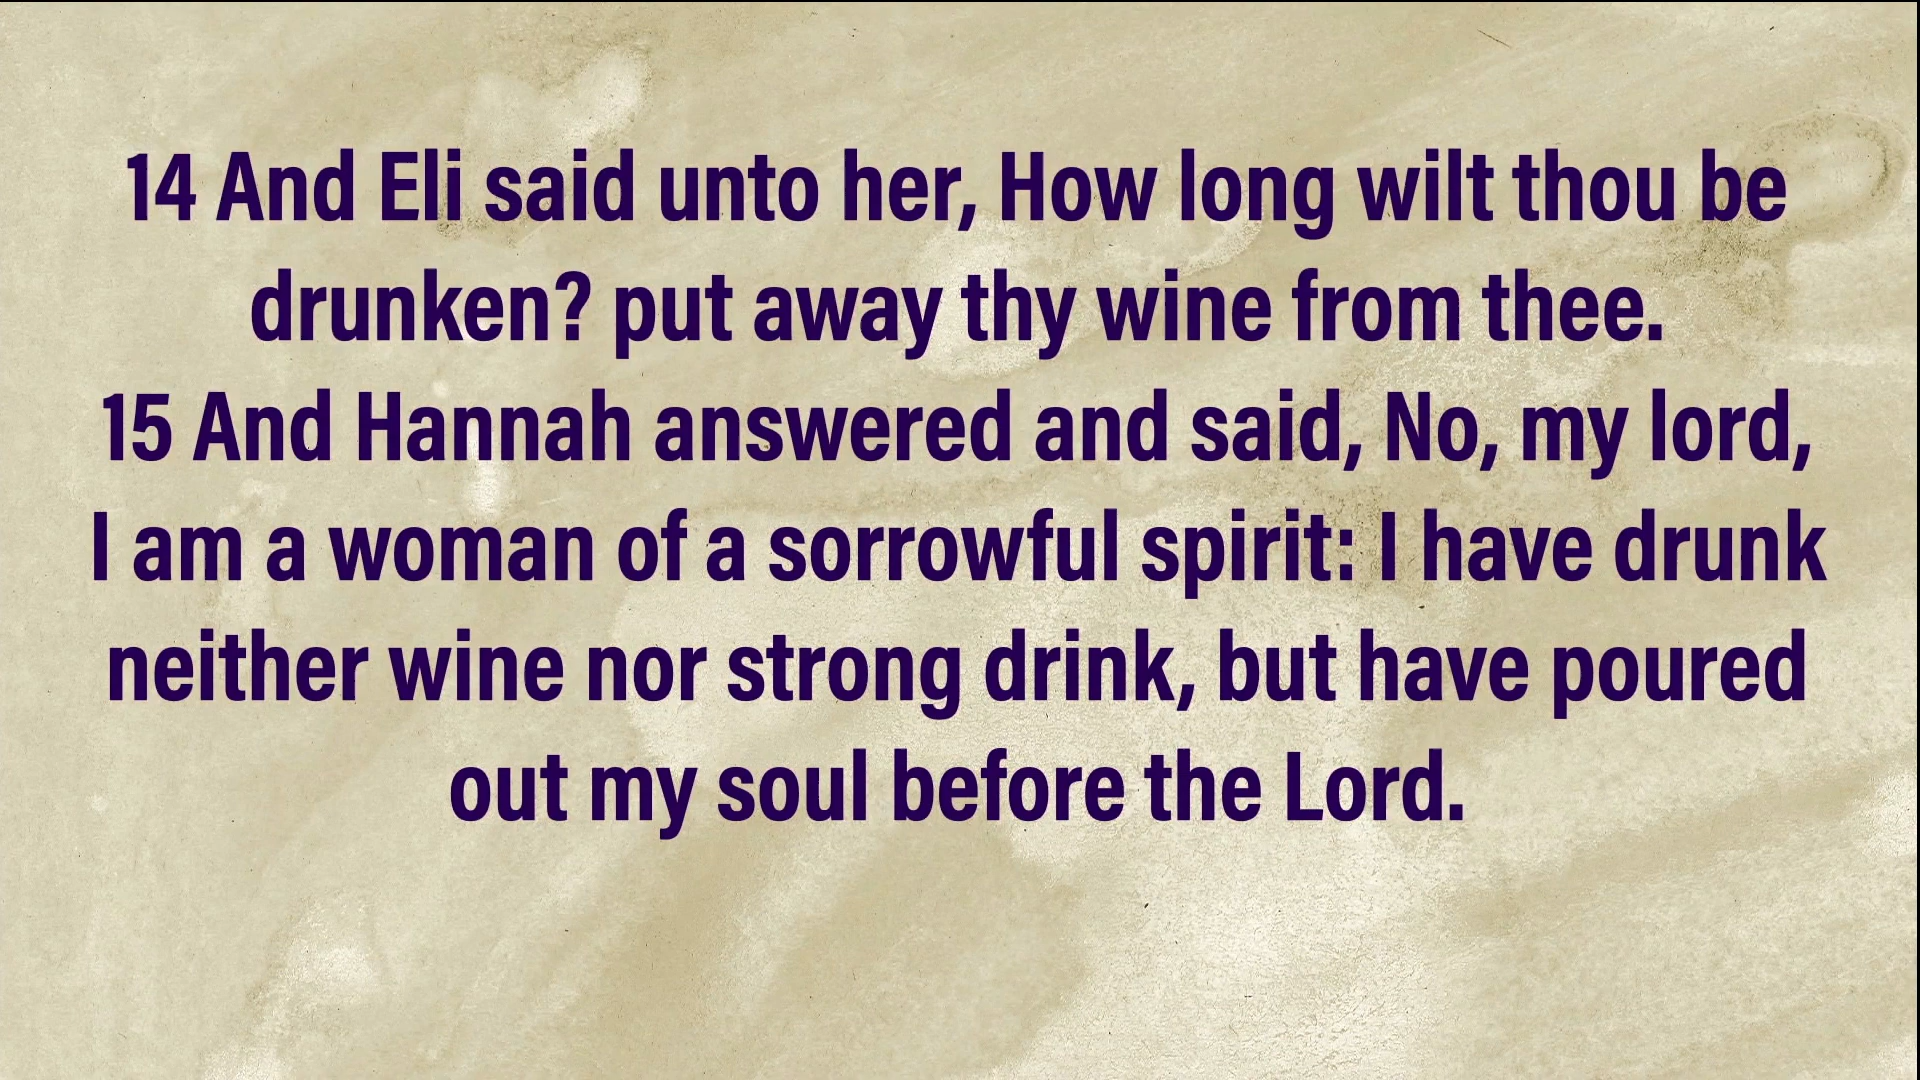 14 And Eli said unto her, How long wilt thou be
drunken? put away thy wine from thee.
15 And Hannah answered and said, No, my lord,
I am a woman of a sorrowful spirit: I have drunk
neither wine nor strong drink, but have poured
out my soul before the Lord.